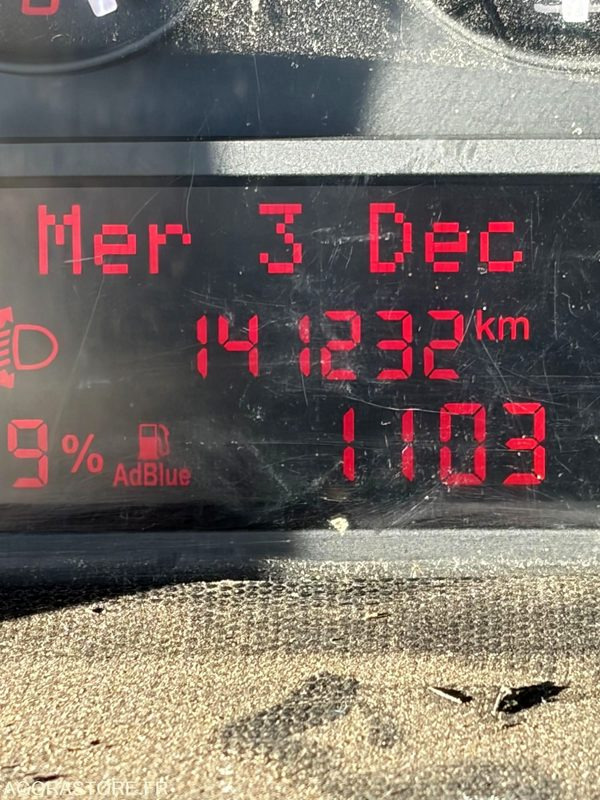 Mer 3 Dec
141232 km
9% AdBlue 1103
AGORASTORE.FR